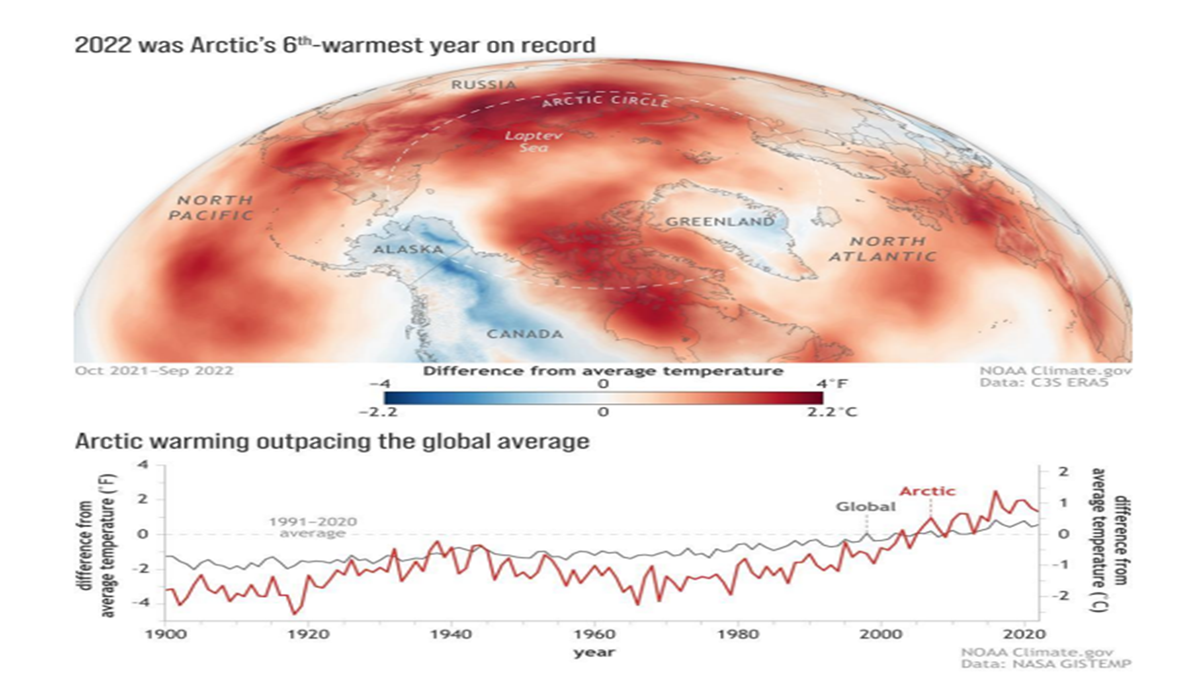 2022 was Arctic's 6th-warmest year on record
RUSSIA
ARCTIC CIRCLE
Laptev
Sea
NORTH
PACIFIC
GREENLAND
ALASKA
NORTH
ATLANTIC
CANADA
Oct 2021–Sep 2022
Difference from average temperature
NOAA Climate.gov
Data: C3S ERA5
−4 0 4°F
−2.2 0 2.2°C
Arctic warming outpacing the global average
difference from
average temperature (°F)
4
2
0
−2
−4
1991–2020
average
Global
Arctic
2
1
0
−1
−2
difference from
average temperature (°C)
1900 1920 1940 1960 1980 2000 2020
year
NOAA Climate.gov
Data: NASA GISTEMP